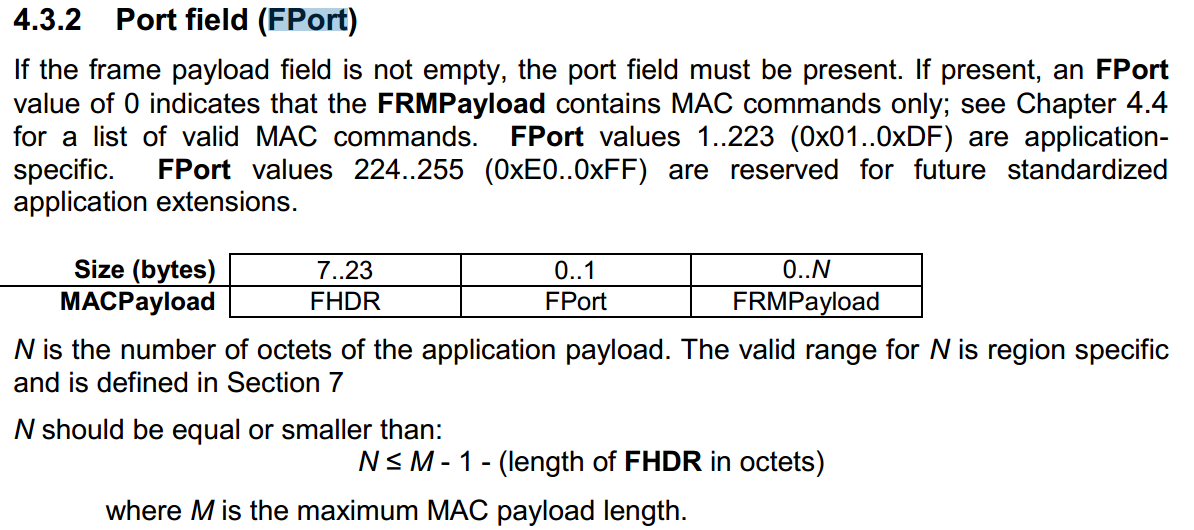 4.3.2 Port field (FPort)
If the frame payload field is not empty, the port field must be present. If present, an FPort
value of 0 indicates that the FRMPayload contains MAC commands only; see Chapter 4.4
for a list of valid MAC commands. FPort values 1..223 (0x01..0xDF) are application-
specific. FPort values 224..255 (0xE0..0xFF) are reserved for future standardized
application extensions.
Size (bytes) 7..23 0..1 0..N
MACPayload FHDR FPort FRMPayload
N is the number of octets of the application payload. The valid range for N is region specific
and is defined in Section 7
N should be equal or smaller than:
N ≤ M - 1 - (length of FHDR in octets)
where M is the maximum MAC payload length.